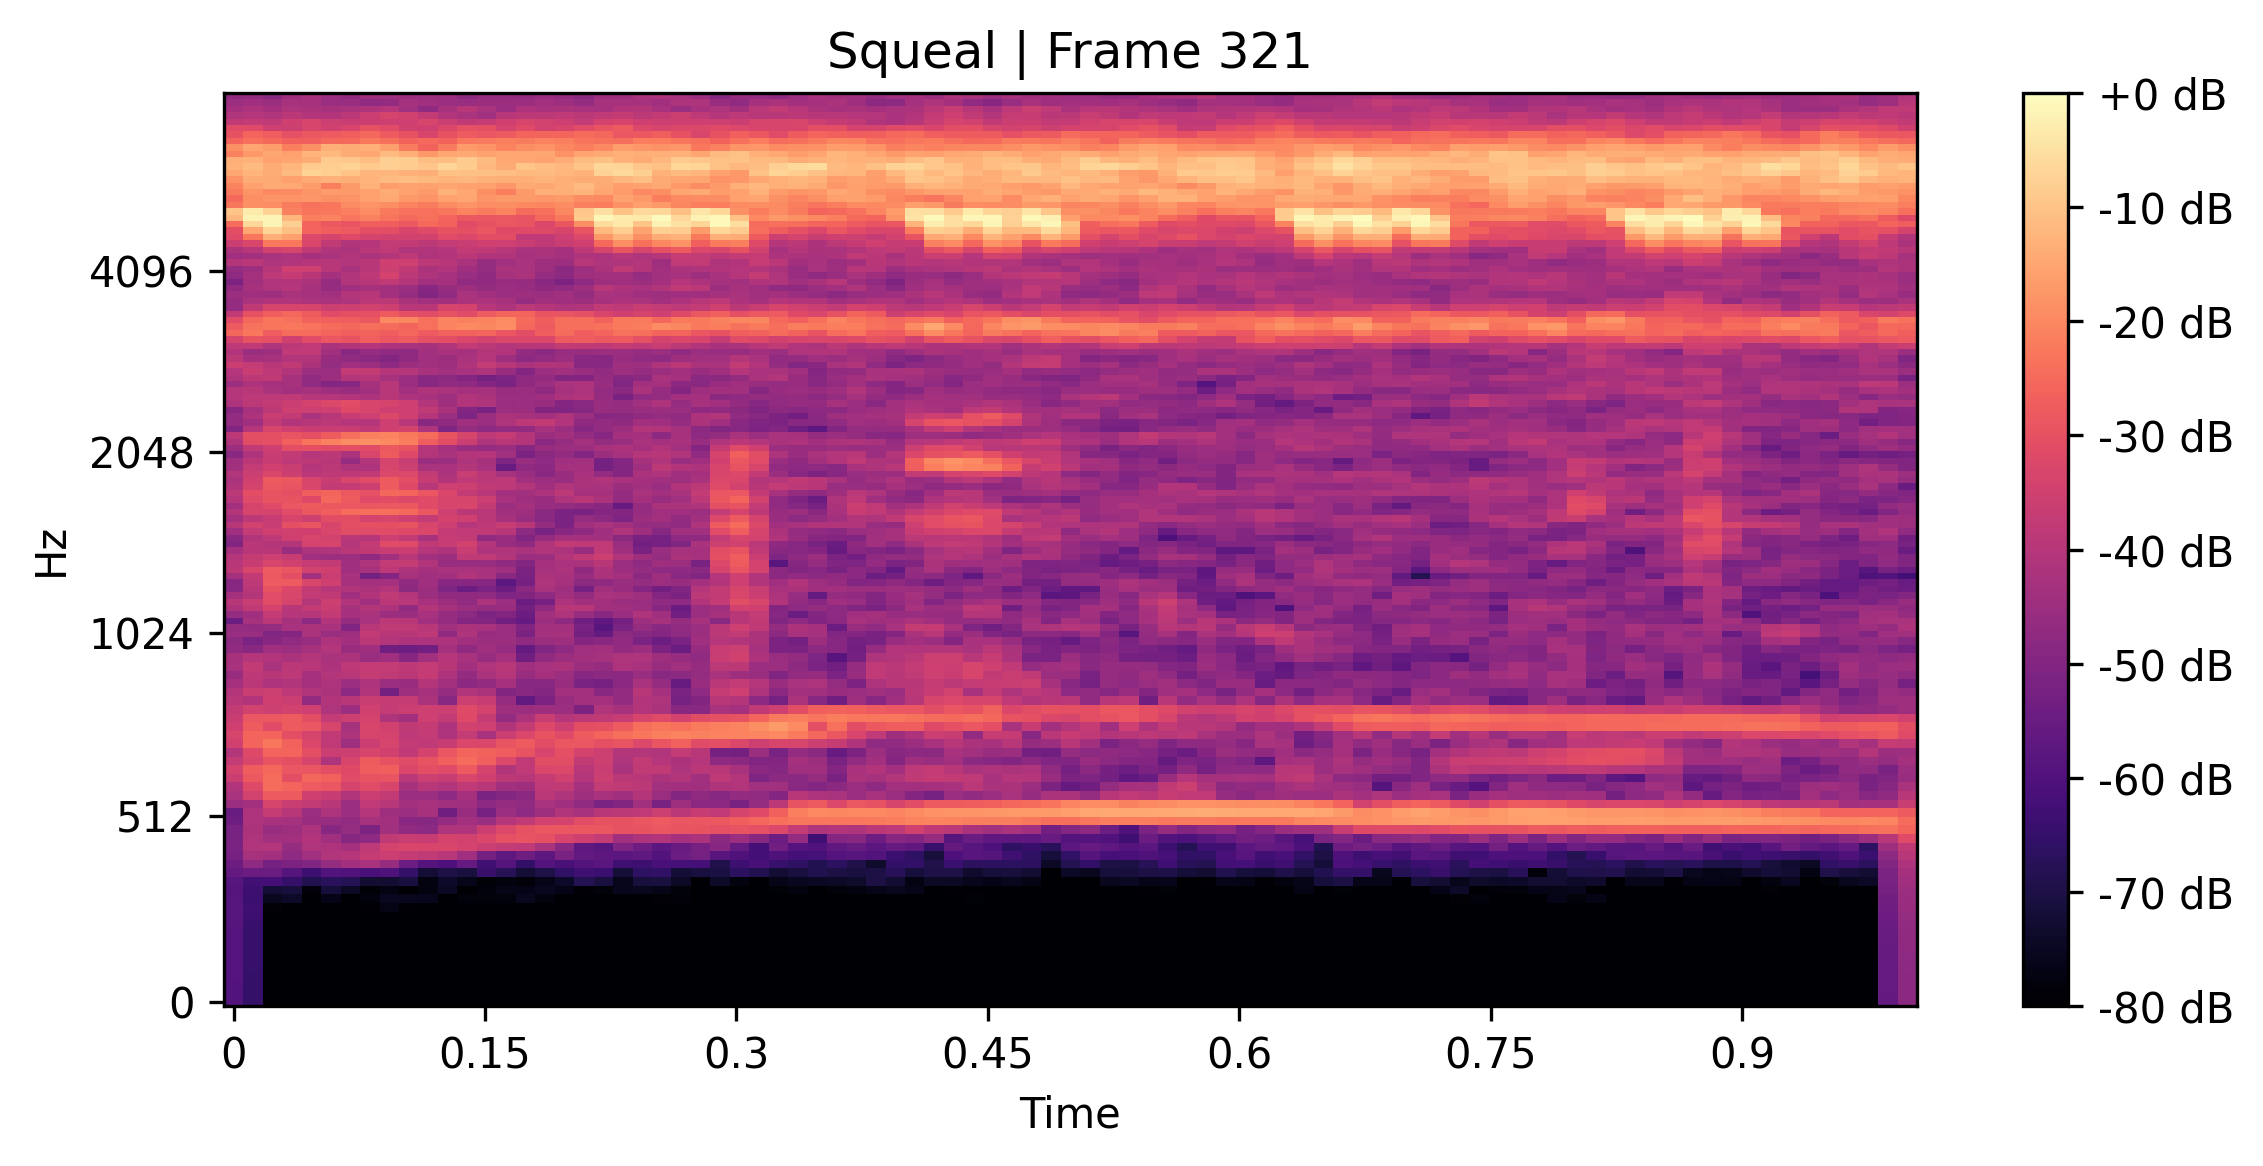 Squeal | Frame 321
+0 dB
-10 dB
-20 dB
-30 dB
-40 dB
-50 dB
-60 dB
-70 dB
-80 dB
Hz
4096
2048
1024
512
0
0 0.15 0.3 0.45 0.6 0.75 0.9
Time